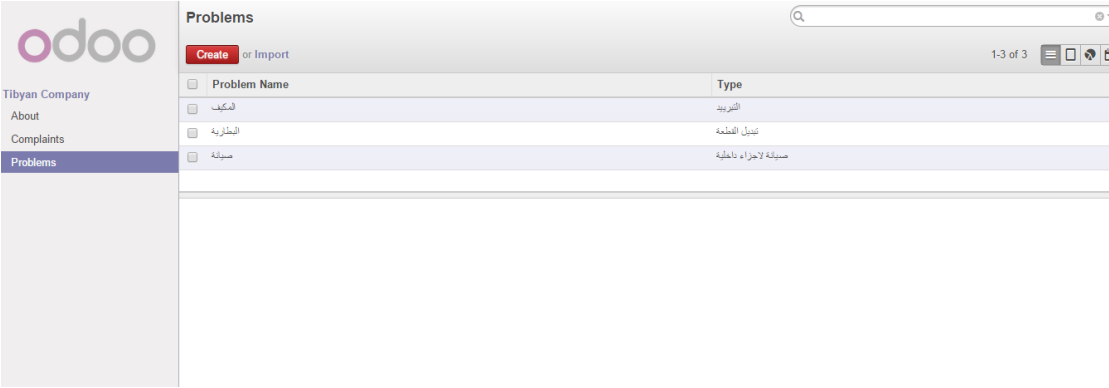 odoo
Problems
Create or Import
1-3 of 3
Tibyan Company
About
Complaints
Problems
Problem Name Type
المكيف التبريد
البطارية تبديل القطعة
صيانة صيانة لاجزاء داخلية